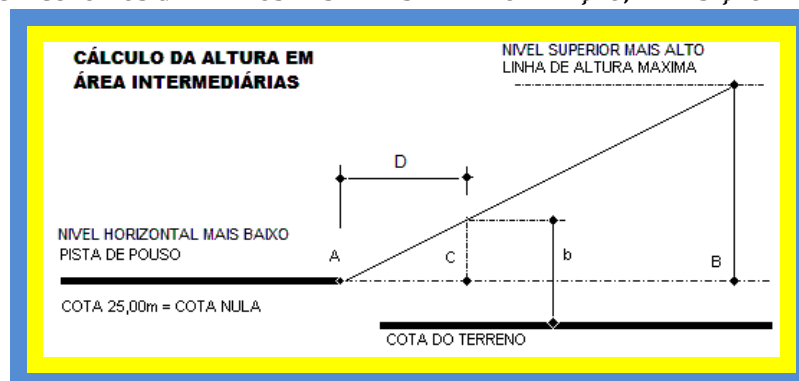 CÁLCULO DA ALTURA EM
ÁREA INTERMEDIÁRIAS
NIVEL SUPERIOR MAIS ALTO
LINHA DE ALTURA MAXIMA
D
NIVEL HORIZONTAL MAIS BAIXO
PISTA DE POUSO
A
C
b
B
COTA 25,00m = COTA NULA
COTA DO TERRENO